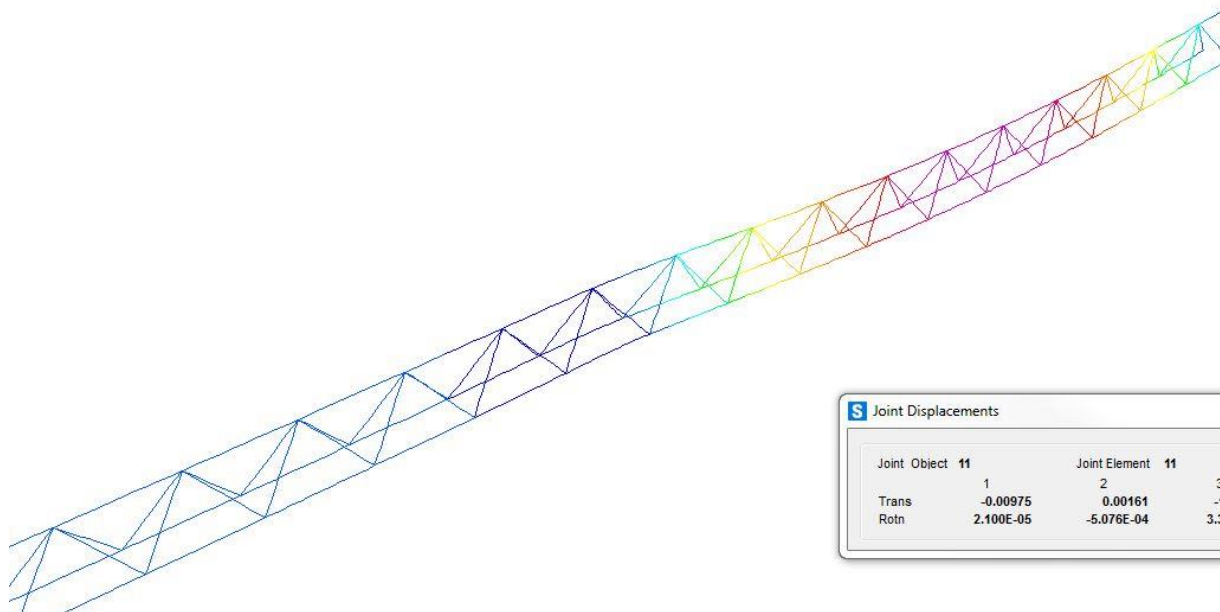 S Joint Displacements
Joint Object 11 Joint Element 11
1 2 3
Trans -0.00975 0.00161
Rotn 2.100E-05 -5.076E-04